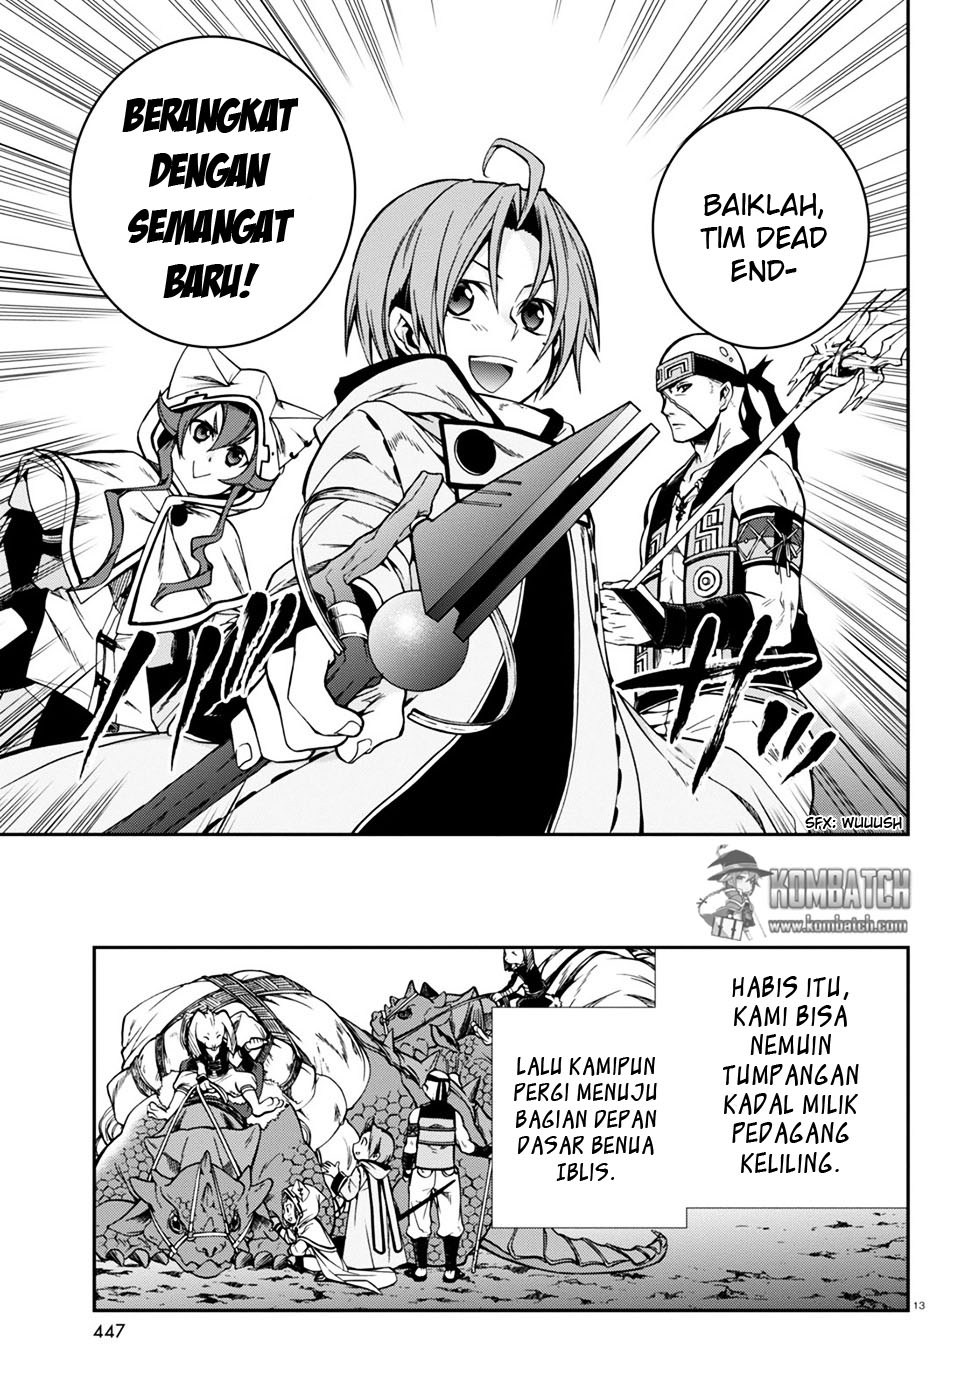 BAIKLAH,
TIM DEAD
END-
BERANGKAT
DENGAN
SEMANGAT
BARU!
SFX: WUUUSH
KOMBATCH
www.kombatch.com
HABIS ITU,
KAMI BISA
NEMUIN
TUMPANGAN
KADAL MILIK
PEDAGANG
KELILING.
LALU KAMIPUN
PERGI MENUJU
BAGIAN DEPAN
DASAR BENUA
IBLIS.
13
447